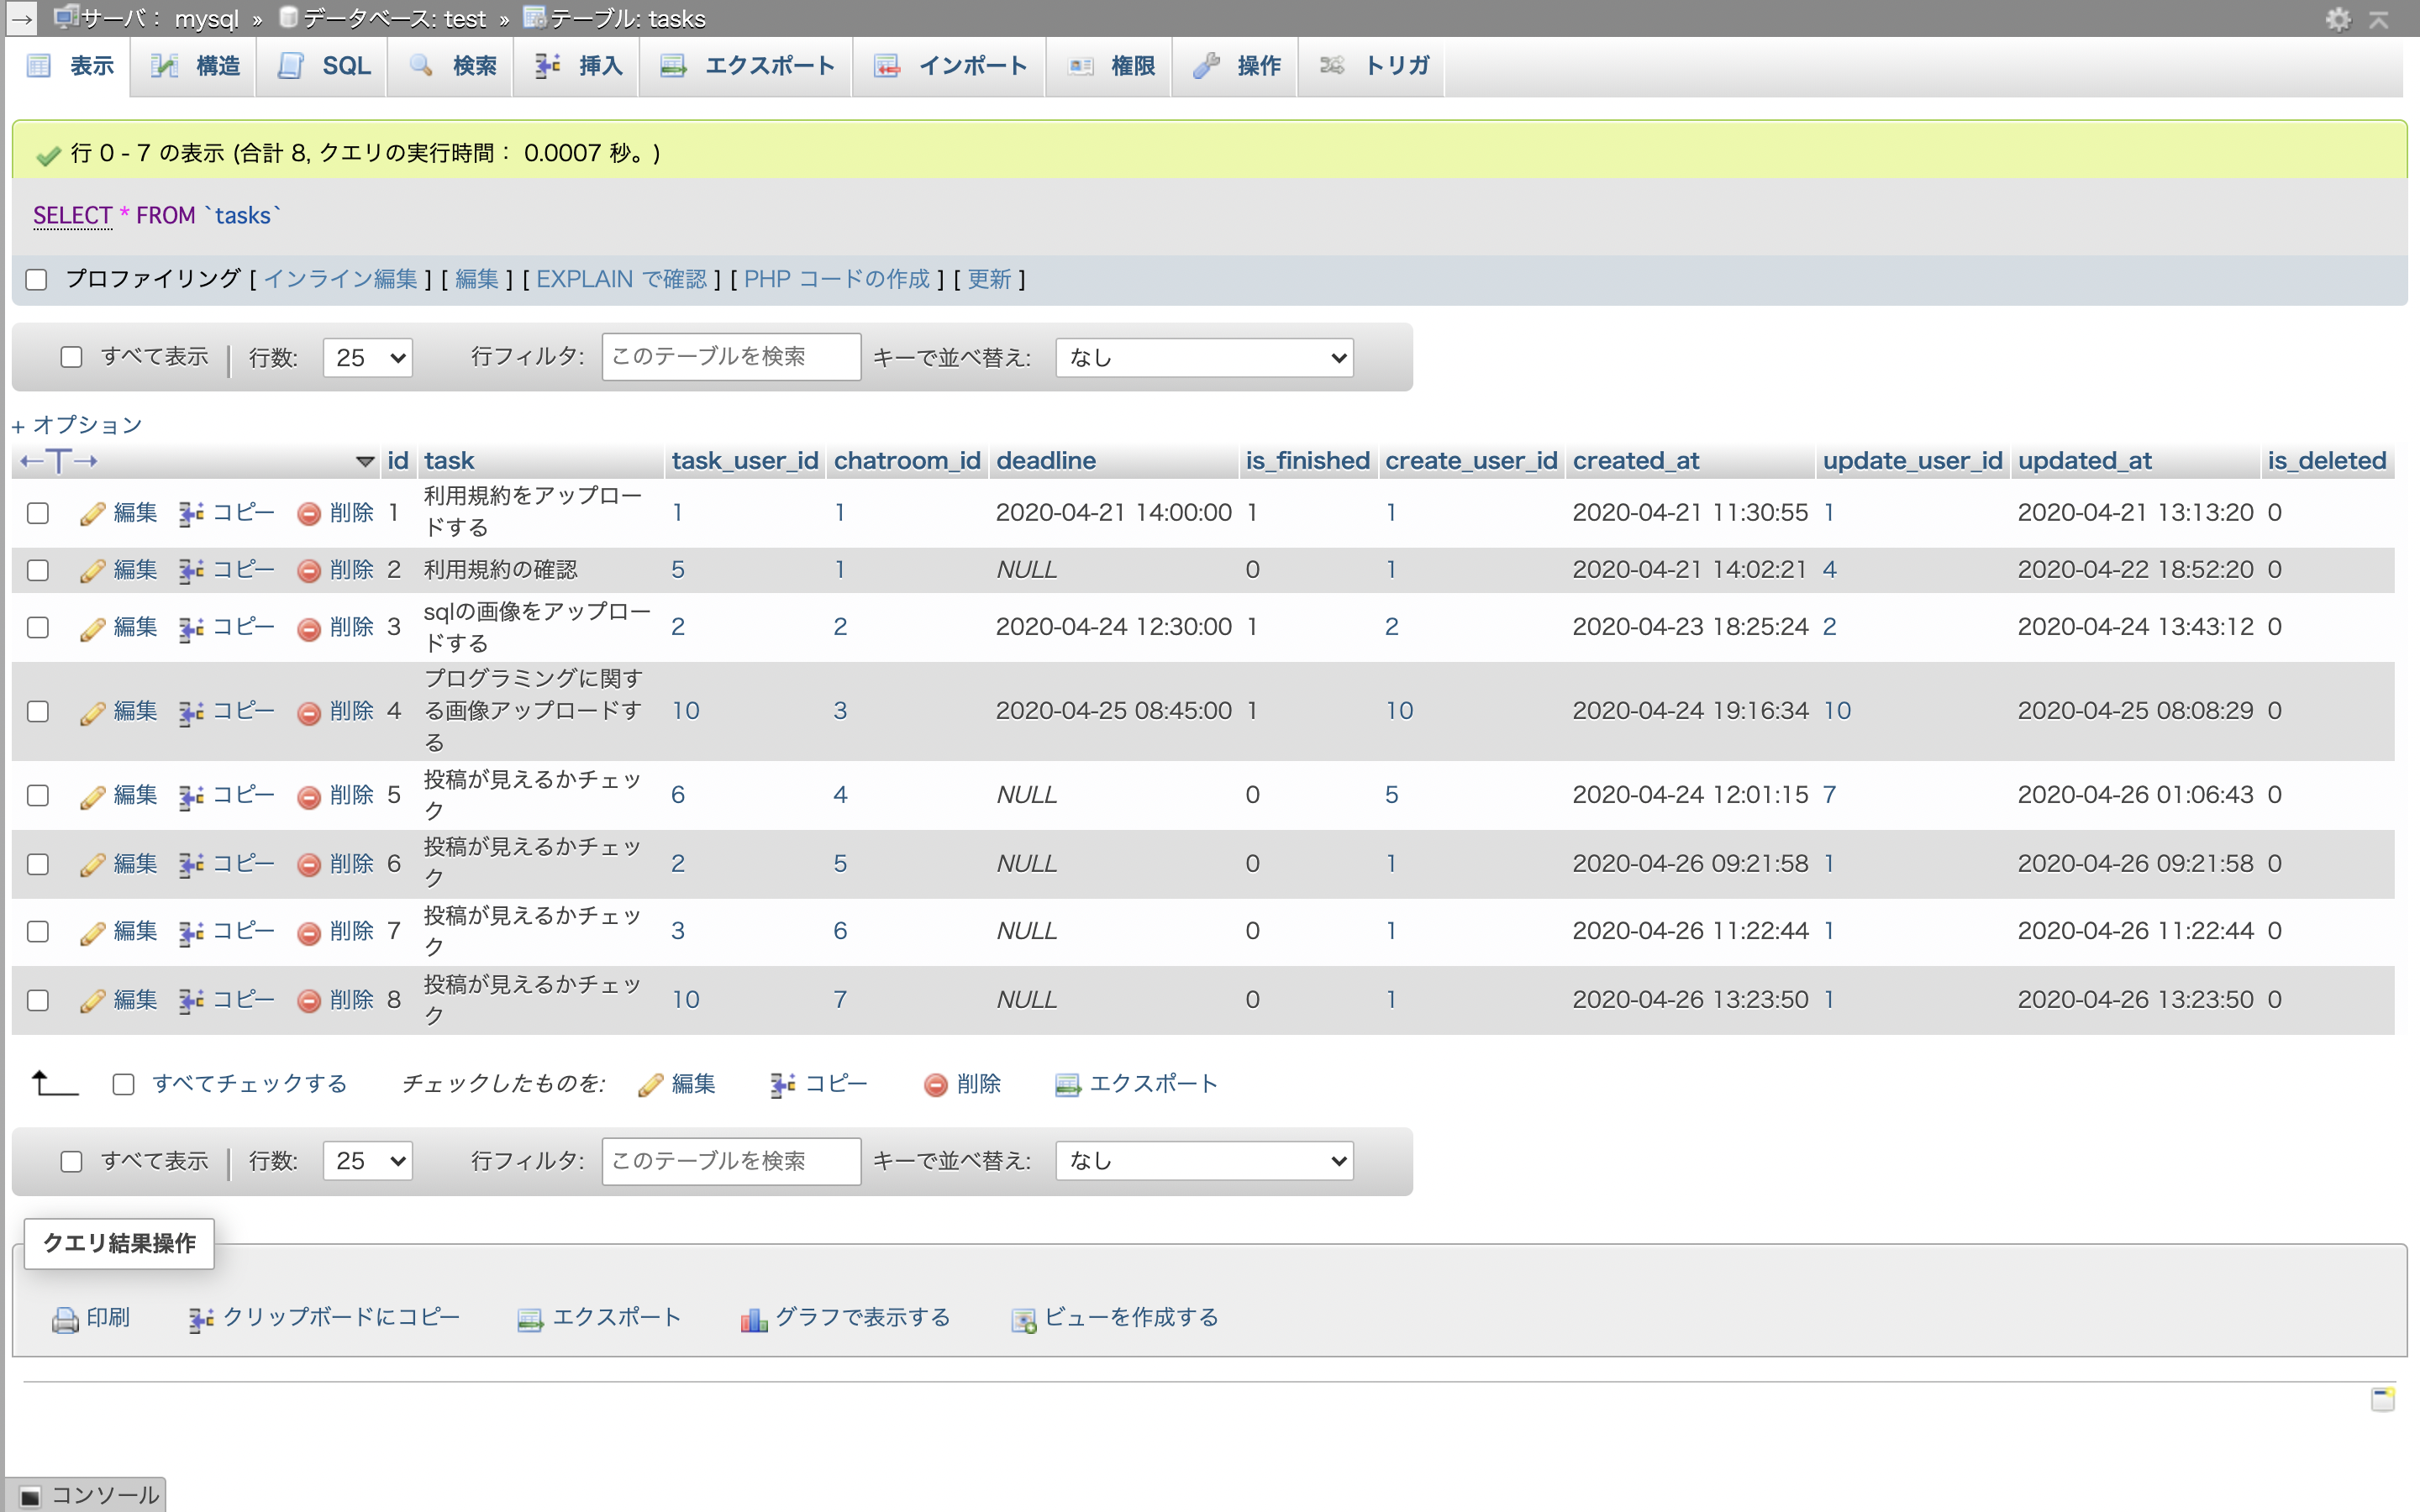 サーバ： mysql » データベース: test » テーブル: tasks
表示 構造 SQL 検索 挿入 エクスポート インポート 権限 操作 トリガ
行 0 - 7 の表示 (合計 8, クエリの実行時間： 0.0007 秒。)
SELECT * FROM `tasks`
プロファイリング [ インライン編集 ] [ 編集 ] [ EXPLAIN で確認 ] [ PHP コードの作成 ] [ 更新 ]
すべて表示 | 行数: 25 行フィルタ: このテーブルを検索 キーで並べ替え: なし
+ オプション
←T→ id task task_user_id chatroom_id deadline is_finished create_user_id created_at update_user_id updated_at is_deleted
編集 コピー 削除 1 利用規約をアップロー
ドする 1 1 2020-04-21 14:00:00 1 1 2020-04-21 11:30:55 1 2020-04-21 13:13:20 0
編集 コピー 削除 2 利用規約の確認 5 1 NULL 0 1 2020-04-21 14:02:21 4 2020-04-22 18:52:20 0
編集 コピー 削除 3 sqlの画像をアップロー
ドする 2 2 2020-04-24 12:30:00 1 2 2020-04-23 18:25:24 2 2020-04-24 13:43:12 0
編集 コピー 削除 4 プログラミングに関す
る画像アップロードす
る 10 3 2020-04-25 08:45:00 1 10 2020-04-24 19:16:34 10 2020-04-25 08:08:29 0
編集 コピー 削除 5 投稿が見えるかチェッ
ク 6 4 NULL 0 5 2020-04-24 12:01:15 7 2020-04-26 01:06:43 0
編集 コピー 削除 6 投稿が見えるかチェッ
ク 2 5 NULL 0 1 2020-04-26 09:21:58 1 2020-04-26 09:21:58 0
編集 コピー 削除 7 投稿が見えるかチェッ
ク 3 6 NULL 0 1 2020-04-26 11:22:44 1 2020-04-26 11:22:44 0
編集 コピー 削除 8 投稿が見えるかチェッ
ク 10 7 NULL 0 1 2020-04-26 13:23:50 1 2020-04-26 13:23:50 0
すべてチェックする チェックしたものを: 編集 コピー 削除 エクスポート
すべて表示 | 行数: 25 行フィルタ: このテーブルを検索 キーで並べ替え: なし
クエリ結果操作
印刷 クリップボードにコピー エクスポート グラフで表示する ビューを作成する
コンソール